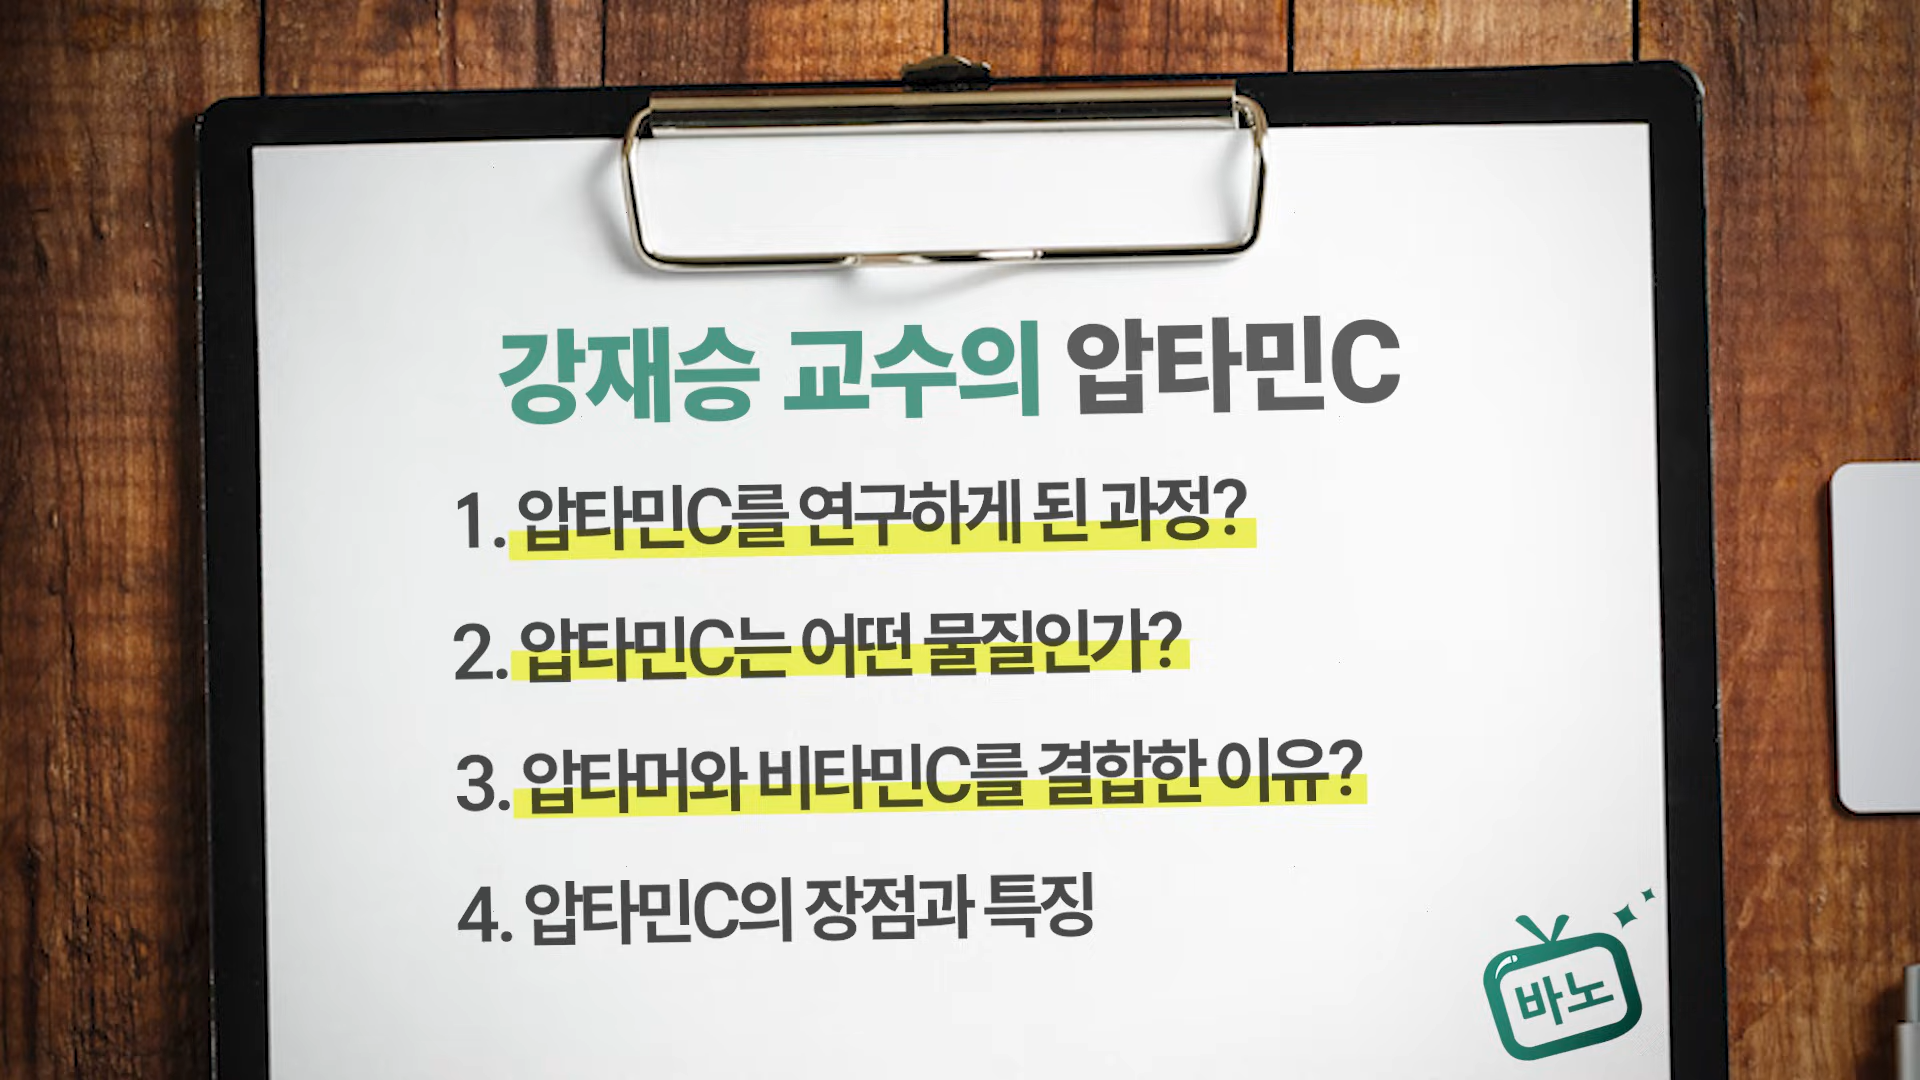 강재승 교수의 압타민C
1. 압타민C를 연구하게 된 과정?
2. 압타민C는 어떤 물질인가?
3. 압타머와 비타민C를 결합한 이유?
4. 압타민C의 장점과 특징
바노